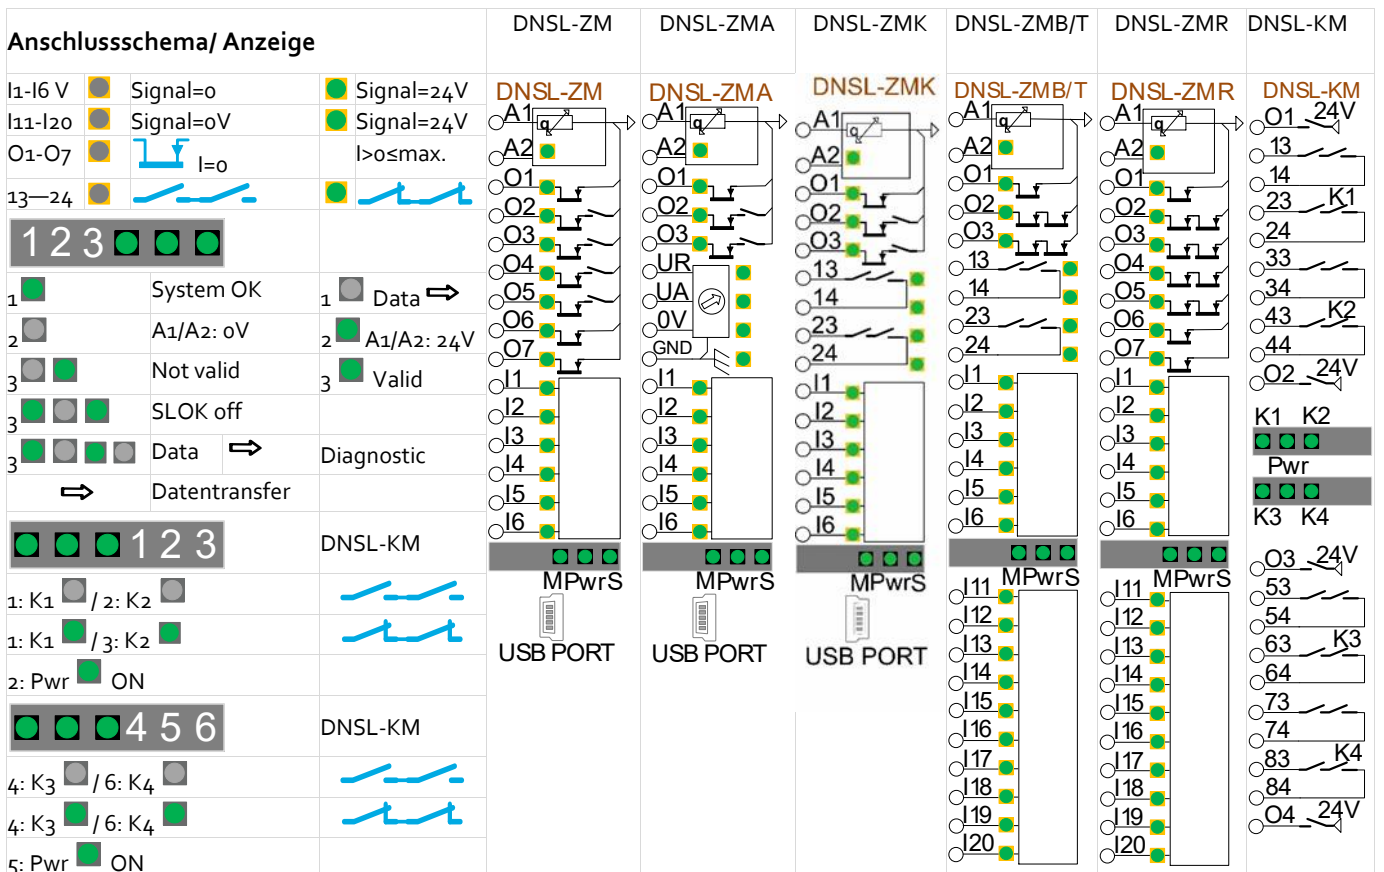 Anschlussschema/ Anzeige
DNSL-ZM
DNSL-ZMA
DNSL-ZMK
DNSL-ZMB/T
DNSL-ZMR
DNSL-KM
I1-I6 V
Signal=0
Signal=24V
I11-I20
Signal=0V
Signal=24V
O1-O7
I=0
I>0≤max.
13—24
1 2 3
1
System OK
1
Data
2
A1/A2: 0V
2
A1/A2: 24V
3
Not valid
3
Valid
3
SLOK off
3
Data
Diagnostic
Datentransfer
1 2 3
DNSL-KM
1: K1 / 2: K2
1: K1 / 3: K2
2: Pwr ON
4 5 6
DNSL-KM
4: K3 / 6: K4
4: K3 / 6: K4
5: Pwr ON
DNSL-ZM
A1
q
A2
O1
O2
O3
O4
O5
O6
O7
I1
I2
I3
I4
I5
I6
MPwrS
USB PORT
DNSL-ZMA
A1
q
A2
O1
O2
O3
UR
UA
0V
GND
I1
I2
I3
I4
I5
I6
MPwrS
USB PORT
DNSL-ZMK
A1
q
A2
O1
O2
O3
13
14
23
24
I1
I2
I3
I4
I5
I6
MPwrS
USB PORT
DNSL-ZMB/T
A1
q
A2
O1
O2
O3
13
14
23
24
I1
I2
I3
I4
I5
I6
MPwrS
I11
I12
I13
I14
I15
I16
I17
I18
I19
I20
DNSL-ZMR
A1
q
A2
O1
O2
O3
O4
O5
O6
O7
I1
I2
I3
I4
I5
I6
MPwrS
I11
I12
I13
I14
I15
I16
I17
I18
I19
I20
DNSL-KM
O1 24V
13
14
23 K1
24
33
34
43 K2
44
O2 24V
K1 K2
Pwr
K3 K4
O3 24V
53
54
63 K3
64
73
74
83 K4
84
O4 24V